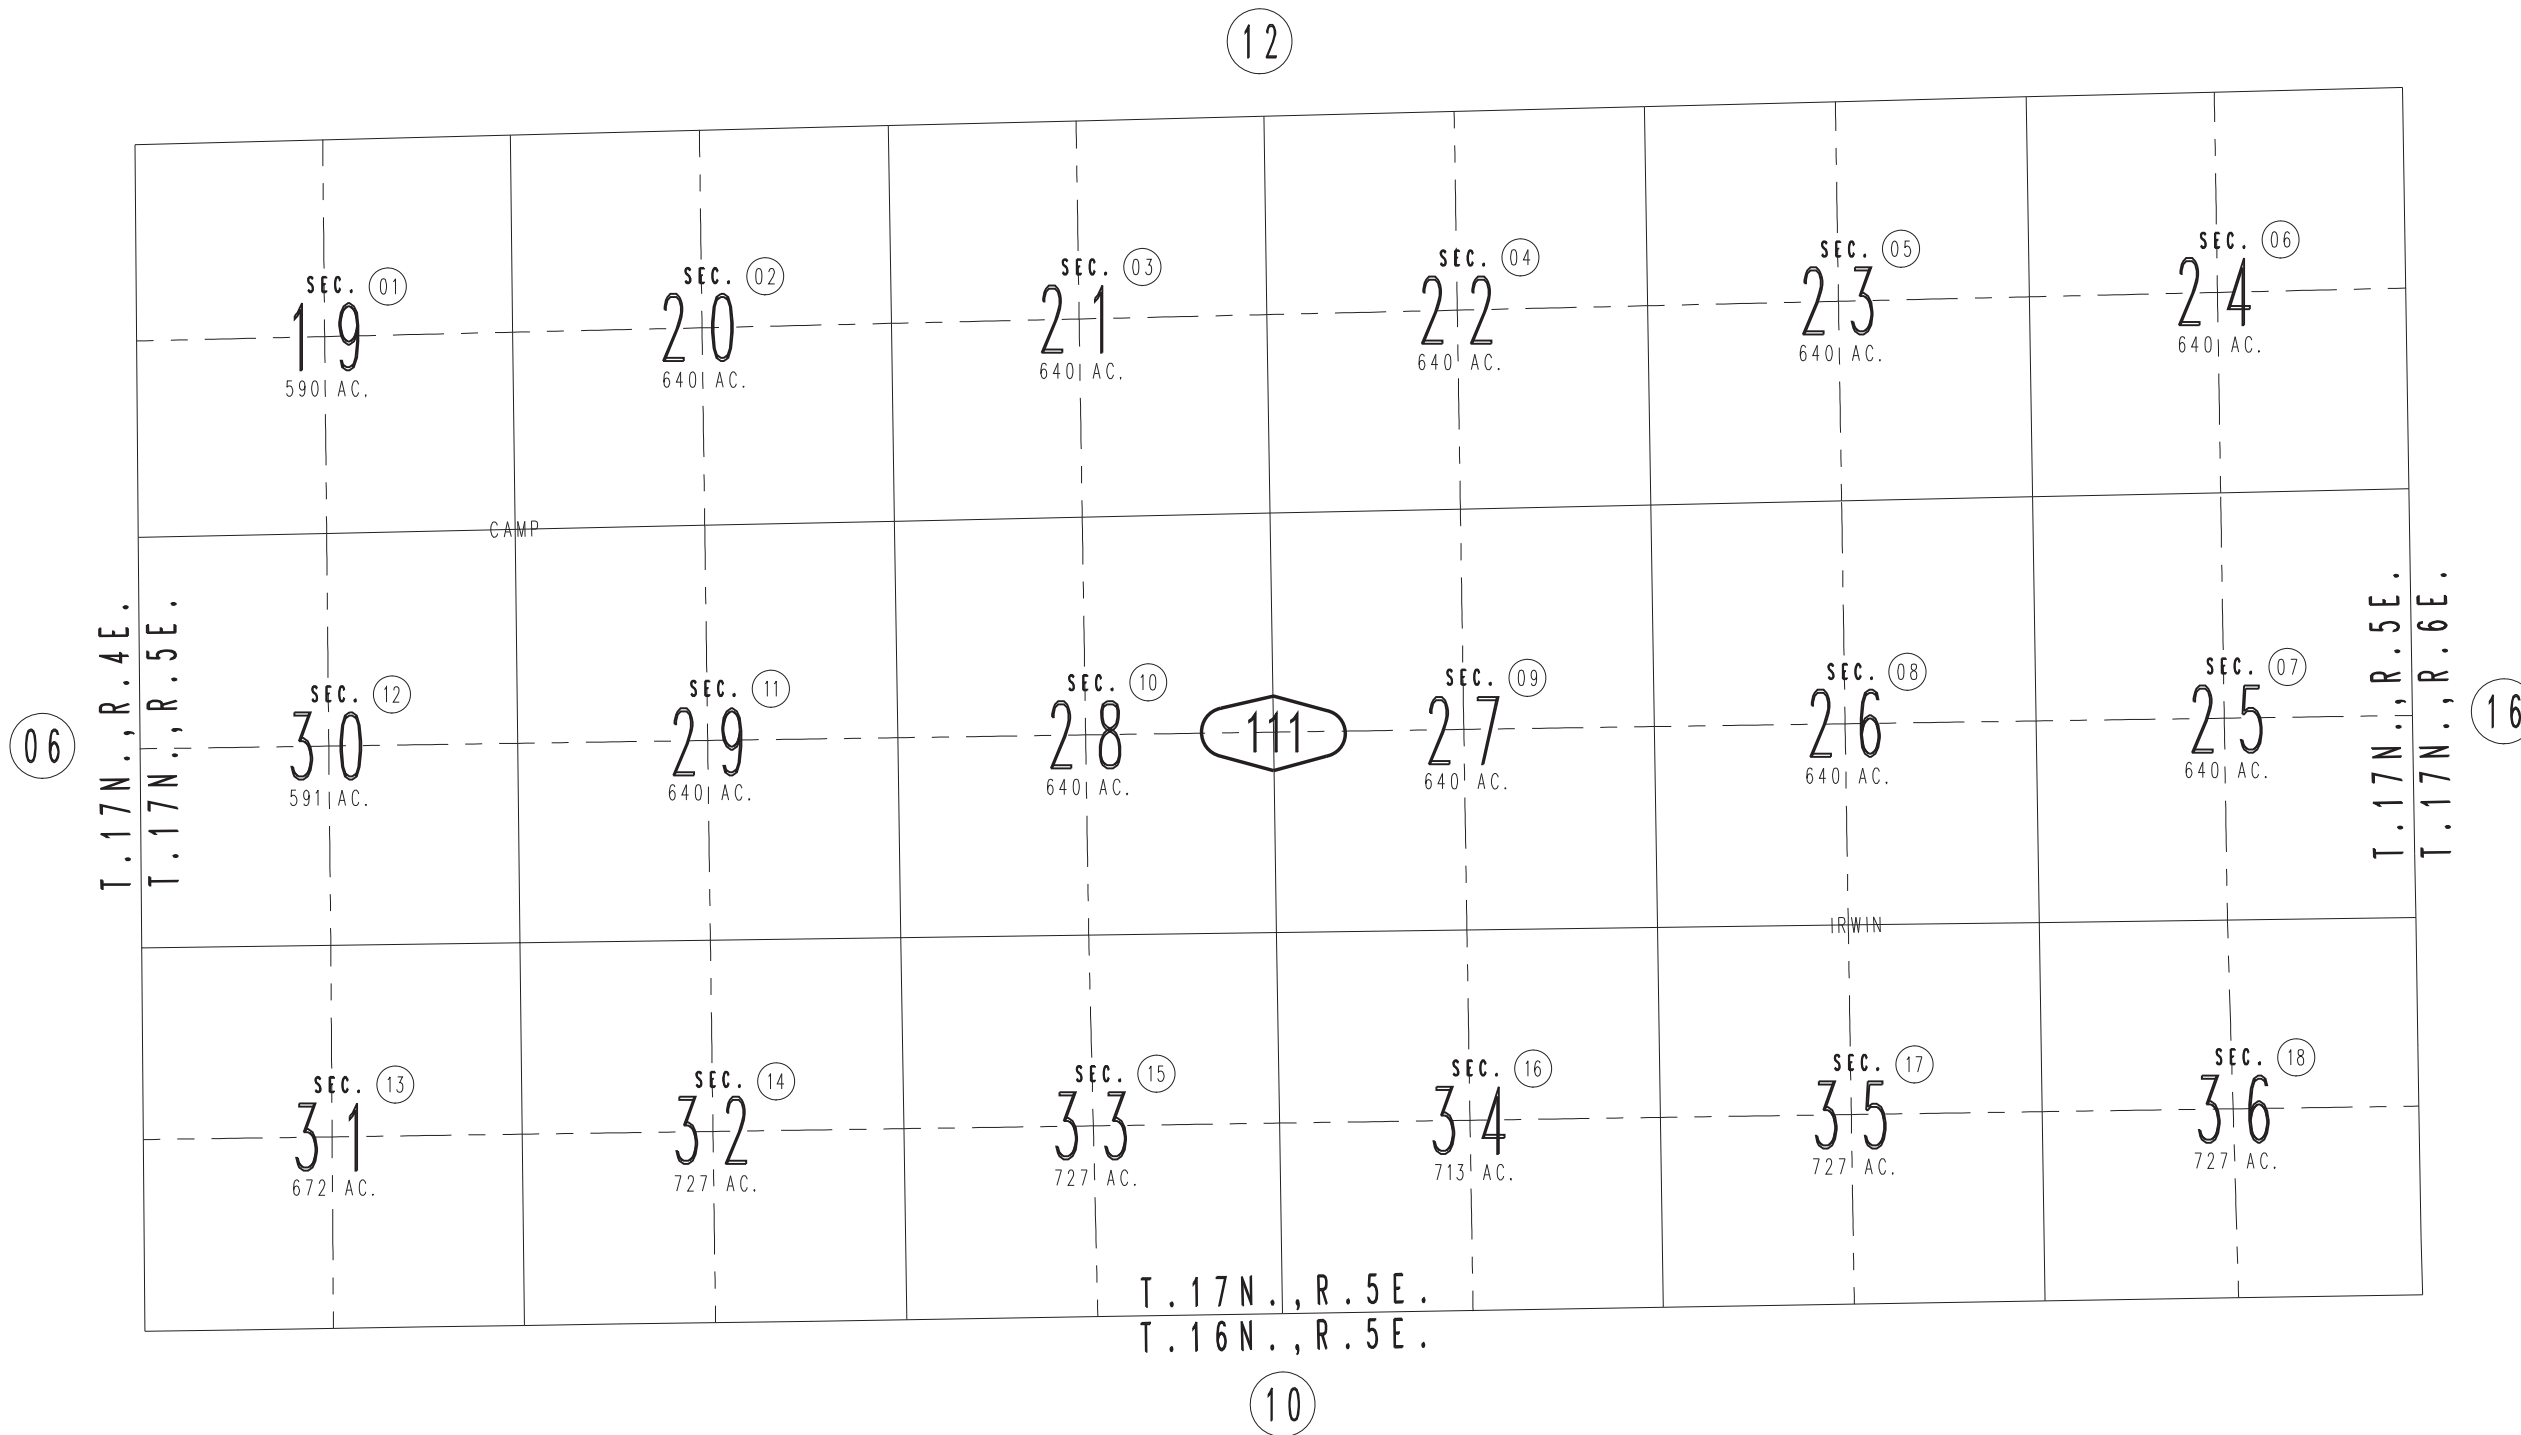 12
SEC. 01
19
590 AC.
SEC. 02
20
640 AC.
SEC. 03
21
640 AC.
SEC. 04
22
640 AC.
SEC. 05
23
640 AC.
SEC. 06
24
640 AC.
CAMP
06
T.17N.,R.4E.
T.17N.,R.5E.
SEC. 12
30
591 AC.
SEC. 11
29
640 AC.
SEC. 10
28
640 AC.
111
SEC. 09
27
640 AC.
SEC. 08
26
640 AC.
SEC. 07
25
640 AC.
T.17N.,R.5E.
T.17N.,R.6E.
16
IRWIN
SEC. 13
31
672 AC.
SEC. 14
32
727 AC.
SEC. 15
33
727 AC.
SEC. 16
34
713 AC.
SEC. 17
35
727 AC.
SEC. 18
36
727 AC.
T.17N.,R.5E.
T.16N.,R.5E.
10